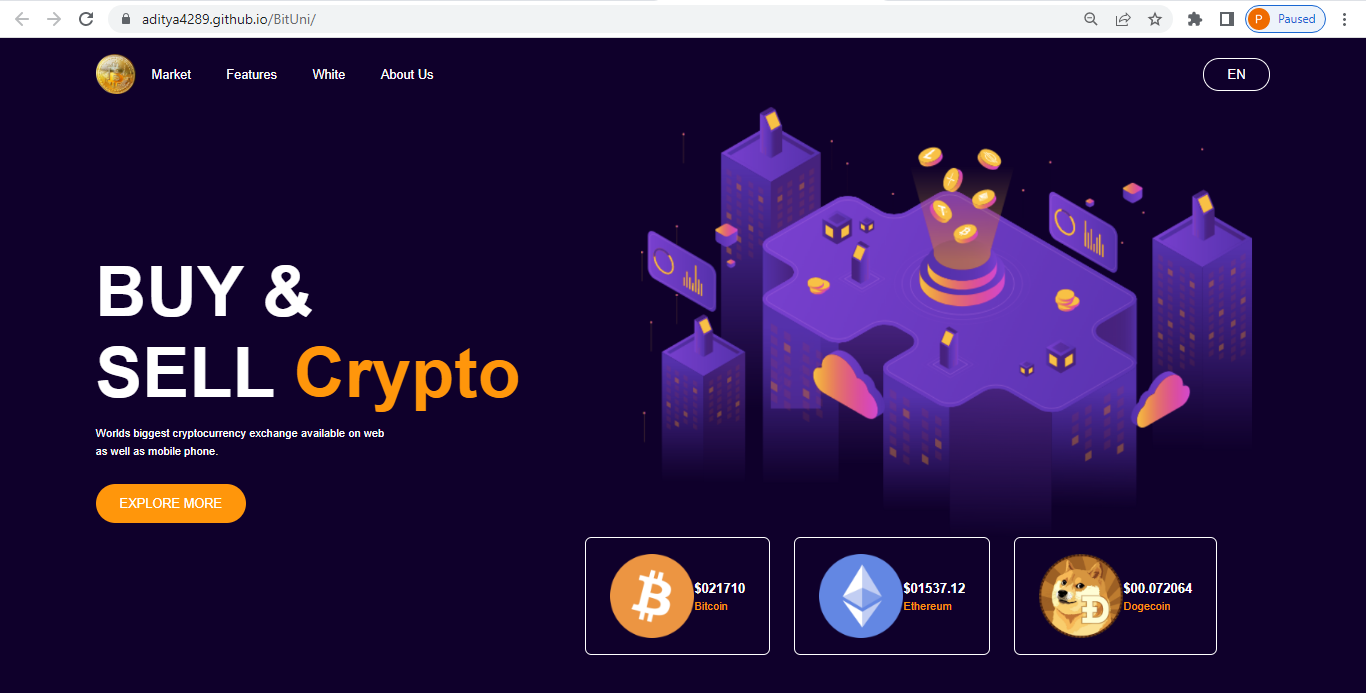 aditya4289.github.io/BitUni/
P Paused
Market Features White About Us
EN
BUY &
SELL Crypto
Worlds biggest cryptocurrency exchange available on web
as well as mobile phone.
EXPLORE MORE
$021710
Bitcoin
$01537.12
Ethereum
$00.072064
Dogecoin